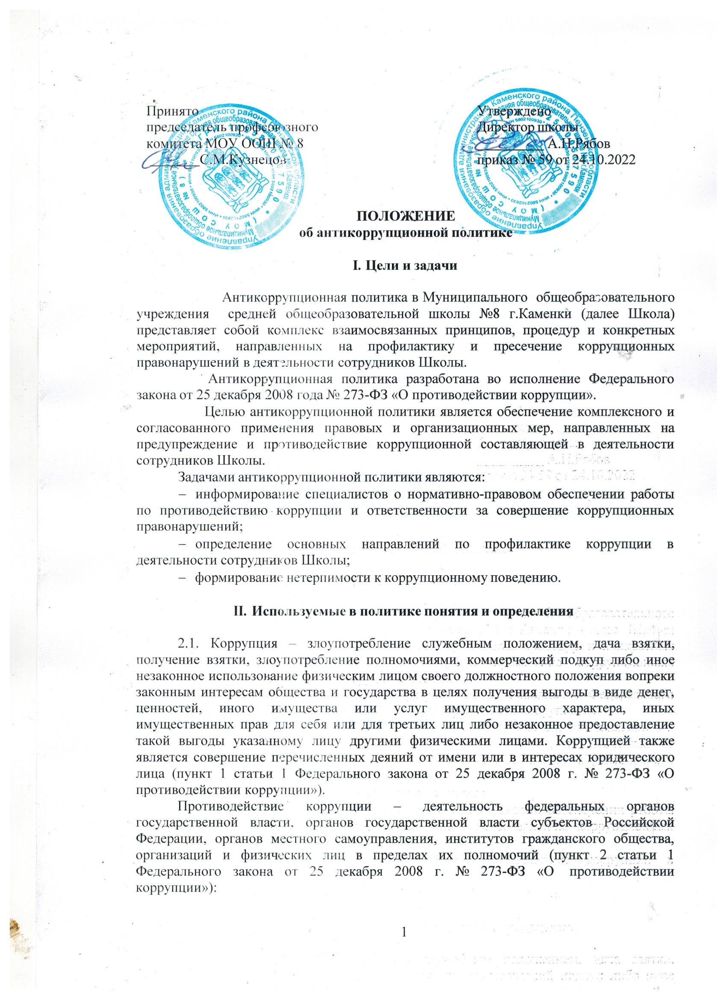 Принято
председатель профсоюзного
комитета МОУ ООШ № 8
_______С.М.Кузнецов
Утверждено
Директор школы
_________ А.Н.Рябов
приказ № 59 от 24.10.2022
ПОЛОЖЕНИЕ
об антикоррупционной политике
I. Цели и задачи
Антикоррупционная политика в Муниципального общеобразовательного
учреждения средней общеобразовательной школы №8 г.Каменки (далее Школа)
представляет собой комплекс взаимосвязанных принципов, процедур и конкретных
мероприятий, направленных на профилактику и пресечение коррупционных
правонарушений в деятельности сотрудников Школы.
Антикоррупционная политика разработана во исполнение Федерального
закона от 25 декабря 2008 года № 273-ФЗ «О противодействии коррупции».
Целью антикоррупционной политики является обеспечение комплексного и
согласованного применения правовых и организационных мер, направленных на
предупреждение и противодействие коррупционной составляющей в деятельности
сотрудников Школы.
Задачами антикоррупционной политики являются:
– информирование специалистов о нормативно-правовом обеспечении работы
по противодействию коррупции и ответственности за совершение коррупционных
правонарушений;
– определение основных направлений по профилактике коррупции в
деятельности сотрудников Школы;
– формирование нетерпимости к коррупционному поведению.
II. Используемые в политике понятия и определения
2.1. Коррупция – злоупотребление служебным положением, дача взятки,
получение взятки, злоупотребление полномочиями, коммерческий подкуп либо иное
незаконное использование физическим лицом своего должностного положения вопреки
законным интересам общества и государства в целях получения выгоды в виде денег,
ценностей, иного имущества или услуг имущественного характера, иных
имущественных прав для себя или для третьих лиц либо незаконное предоставление
такой выгоды указанному лицу другими физическими лицами. Коррупцией также
является совершение перечисленных деяний от имени или в интересах юридического
лица (пункт 1 статьи 1 Федерального закона от 25 декабря 2008 г. № 273-ФЗ «О
противодействии коррупции»).
Противодействие коррупции – деятельность федеральных органов
государственной власти, органов государственной власти субъектов Российской
Федерации, органов местного самоуправления, институтов гражданского общества,
организаций и физических лиц в пределах их полномочий (пункт 2 статьи 1
Федерального закона от 25 декабря 2008 г. № 273-ФЗ «О противодействии
коррупции»):
1